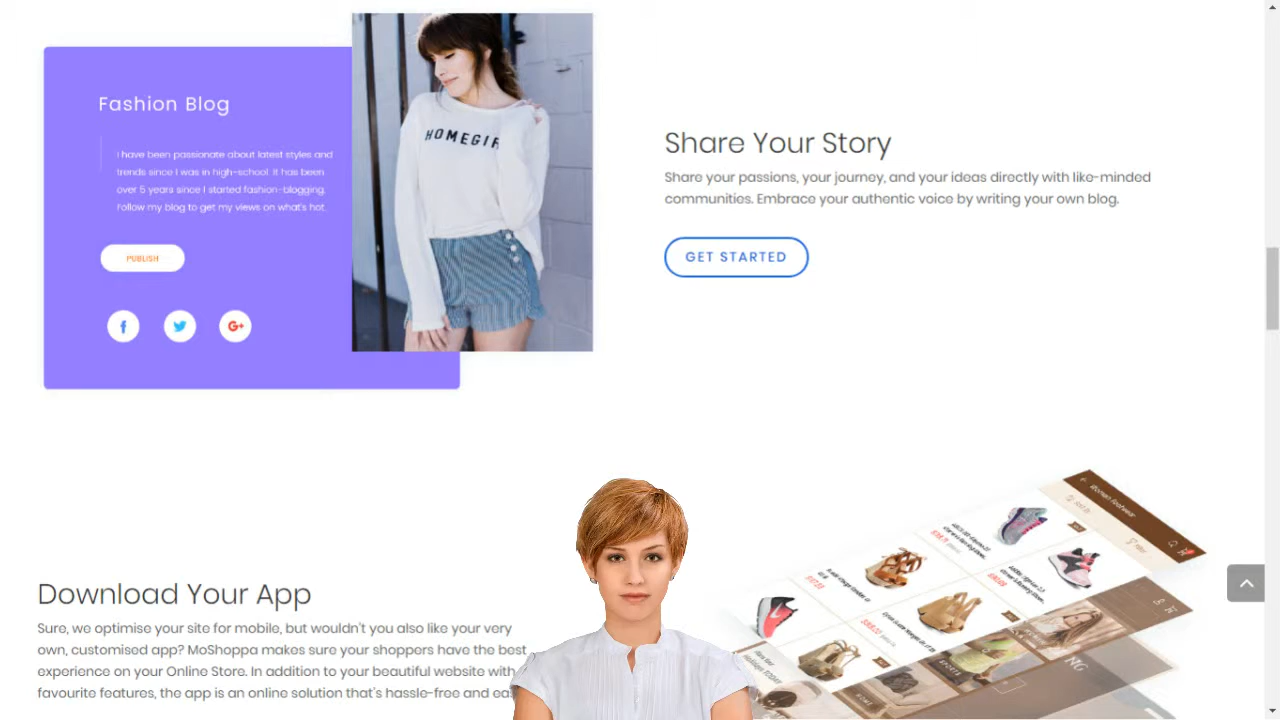 Fashion Blog
I have been passionate about latest styles and
trends since I was in high-school. It has been
over 5 years since I started fashion-blogging.
Follow my blog to get my views on what's hot.
PUBLISH
HOMEGIR
Share Your Story
Share your passions, your journey, and your ideas directly with like-minded
communities. Embrace your authentic voice by writing your own blog.
GET STARTED
Download Your App
Sure, we optimise your site for mobile, but wouldn't you also like your very
own, customised app? MoShoppa makes sure your shoppers have the best
experience on your Online Store. In addition to your beautiful website with
favourite features, the app is an online solution that's hassle-free and
Women Footwear